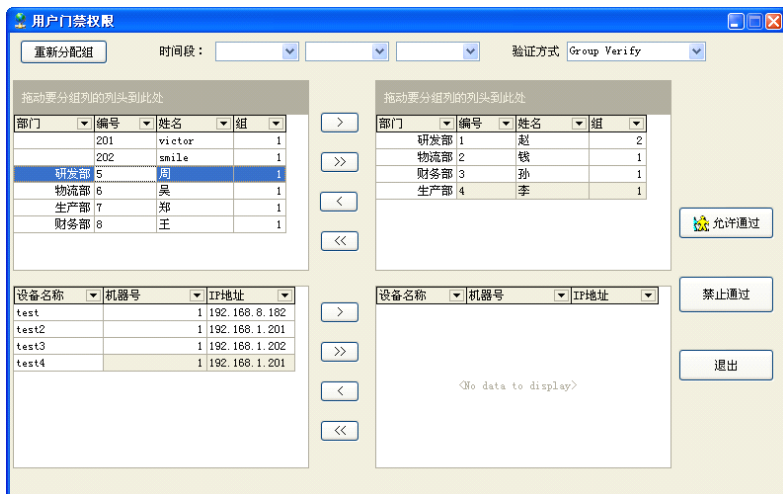 用户门禁权限
重新分配组 时间段： 验证方式 Group Verify
拖动要分组列的列头到此处
部门 编号 姓名 组
201 victor 1
202 smile 1
研发部 5 周 1
物流部 6 吴 1
生产部 7 郑 1
财务部 8 王 1
>
>>
<
<<
拖动要分组列的列头到此处
部门 编号 姓名 组
研发部 1 赵 2
物流部 2 钱 1
财务部 3 孙 1
生产部 4 李 1
允许通过
禁止通过
退出
设备名称 机器号 IP地址
test 1 192.168.8.182
test2 1 192.168.1.201
test3 1 192.168.1.202
test4 1 192.168.1.201
>
>>
<
<<
设备名称 机器号 IP地址
<No data to display>